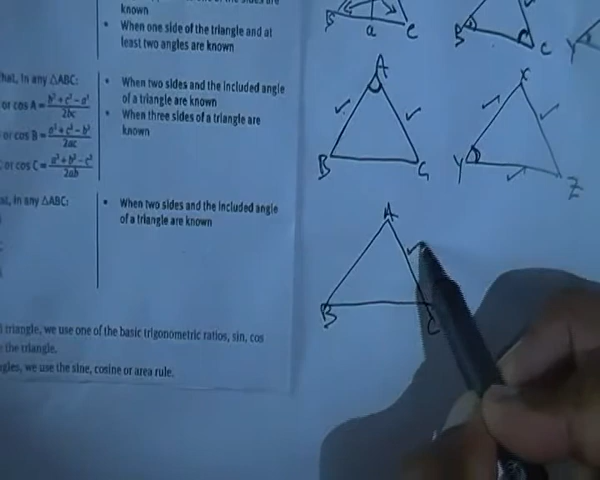 known
• When one side of the triangle and at
least two angles are known
hat, in any △ABC:
or cos A = b² + c² − a² / 2bc
or cos B = a² + c² − b² / 2ac
or cos C = a² + b² − c² / 2ab
• When two sides and the included angle
of a triangle are known
• When three sides of a triangle are
known
at, in any △ABC:
• When two sides and the included angle
of a triangle are known
triangle, we use one of the basic trigonometric ratios, sin, cos
the triangle.
gles, we use the sine, cosine or area rule.
B a C
B C Y
A
B C
X
Y Z
A
B C